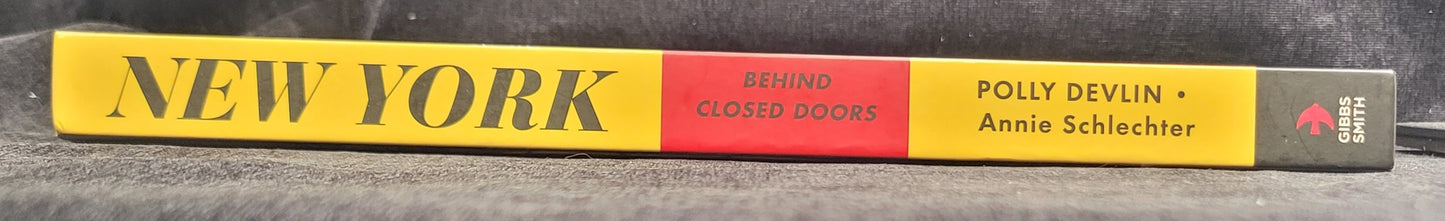 NEW YORK
BEHIND
CLOSED DOORS
POLLY DEVLIN •
Annie Schlechter
GIBBS
SMITH